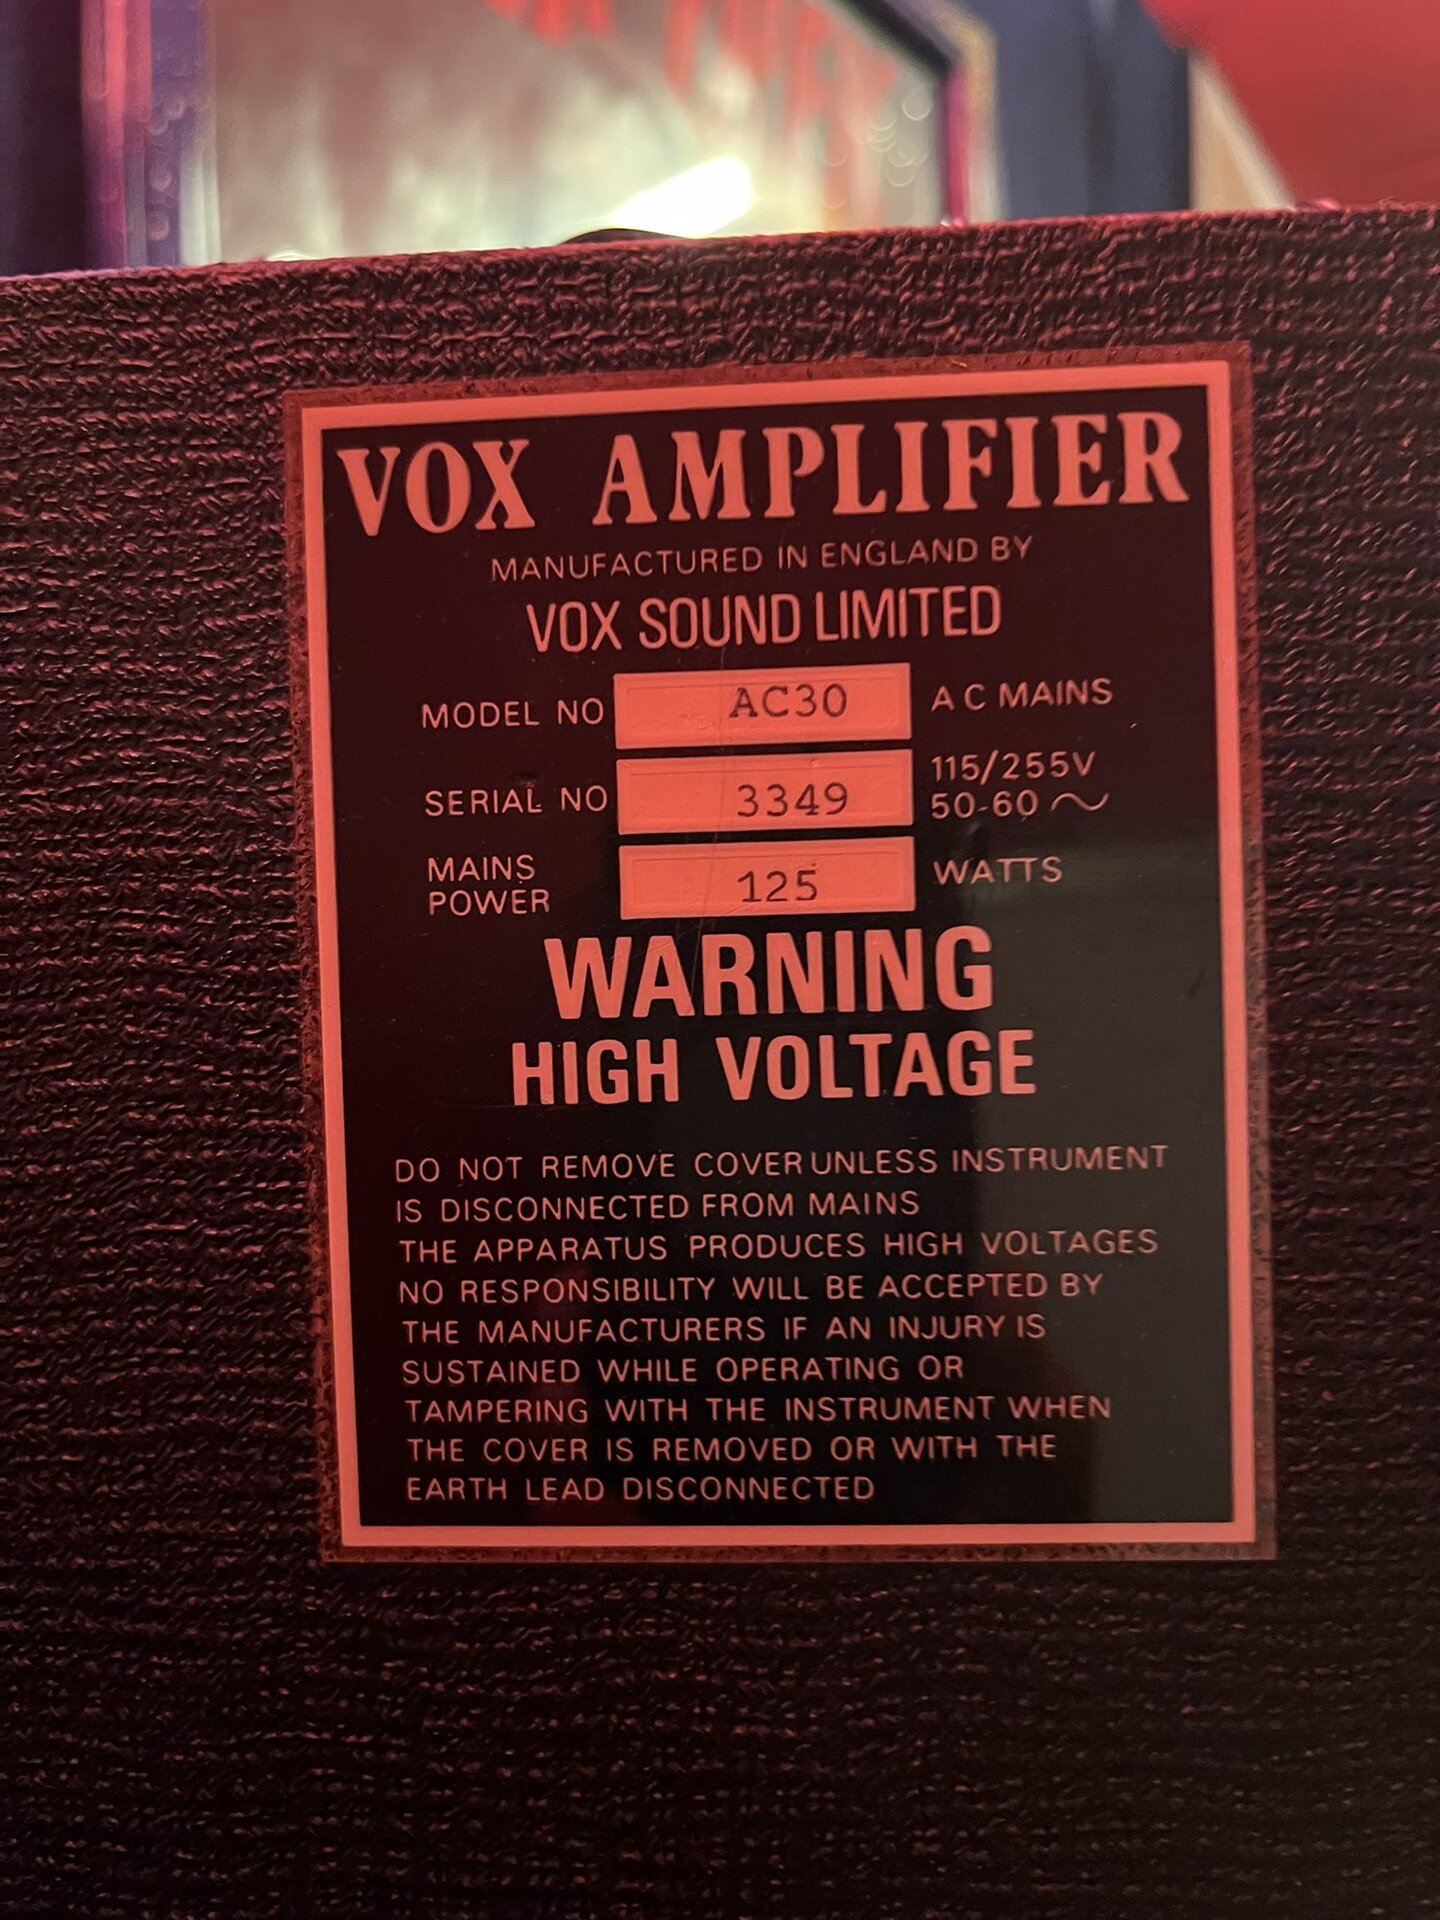 VOX AMPLIFIER
MANUFACTURED IN ENGLAND BY
VOX SOUND LIMITED
MODEL NO AC30 A C MAINS
SERIAL NO 3349 115/255V
50-60 ～
MAINS
POWER 125 WATTS
WARNING
HIGH VOLTAGE
DO NOT REMOVE COVER UNLESS INSTRUMENT
IS DISCONNECTED FROM MAINS
THE APPARATUS PRODUCES HIGH VOLTAGES
NO RESPONSIBILITY WILL BE ACCEPTED BY
THE MANUFACTURERS IF AN INJURY IS
SUSTAINED WHILE OPERATING OR
TAMPERING WITH THE INSTRUMENT WHEN
THE COVER IS REMOVED OR WITH THE
EARTH LEAD DISCONNECTED